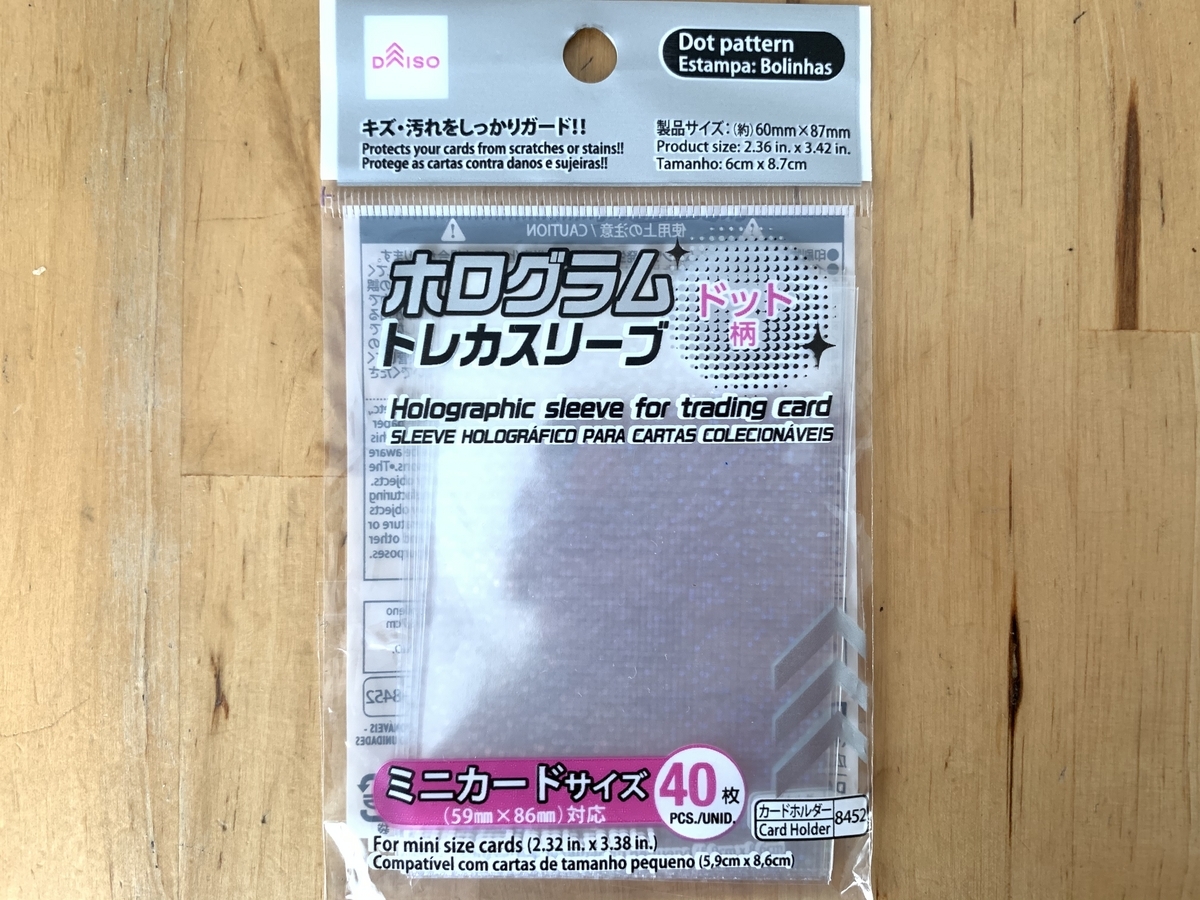 DAISO
Dot pattern
Estampa: Bolinhas
キズ・汚れをしっかりガード!!
Protects your cards from scratches or stains!!
Protege as cartas contra danos e sujeiras!!
製品サイズ:(約)60mm×87mm
Product size: 2.36 in. x 3.42 in.
Tamanho: 6cm x 8.7cm
使用上の注意 / CAUTION
ホログラム
トレカスリーブ
ドット
柄
Holographic sleeve for trading card
SLEEVE HOLOGRÁFICO PARA CARTAS COLECIONÁVEIS
ミニカードサイズ
(59mm×86mm)対応
40枚
PCS./UNID.
カードホルダー
Card Holder
8452
For mini size cards (2.32 in. x 3.38 in.)
Compatível com cartas de tamanho pequeno (5,9cm x 8,6cm)